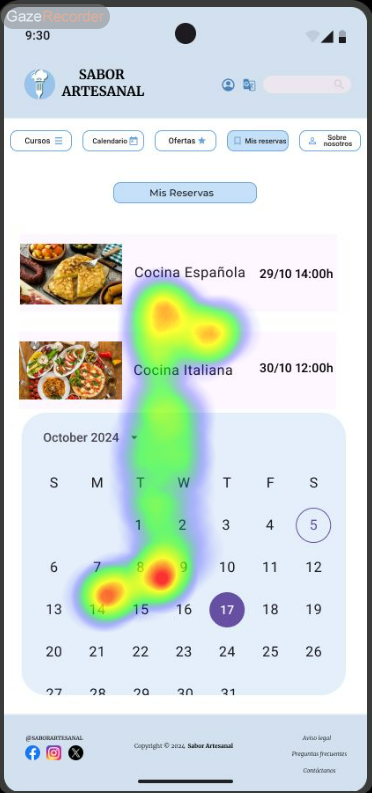 GazeRecorder
9:30
SABOR
ARTESANAL
Cursos
Calendario
Ofertas
Mis reservas
Sobre
nosotros
Mis Reservas
Cocina Española 29/10 14:00h
Cocina Italiana 30/10 12:00h
October 2024
S M T W T F S
1 2 3 4 5
6 7 8 9 10 11 12
13 14 15 16 17 18 19
20 21 22 23 24 25 26
27 28 29 30 31
@SABORARTESANAL
Copyright © 2024 Sabor Artesanal
Aviso legal
Preguntas frecuentes
Contáctanos